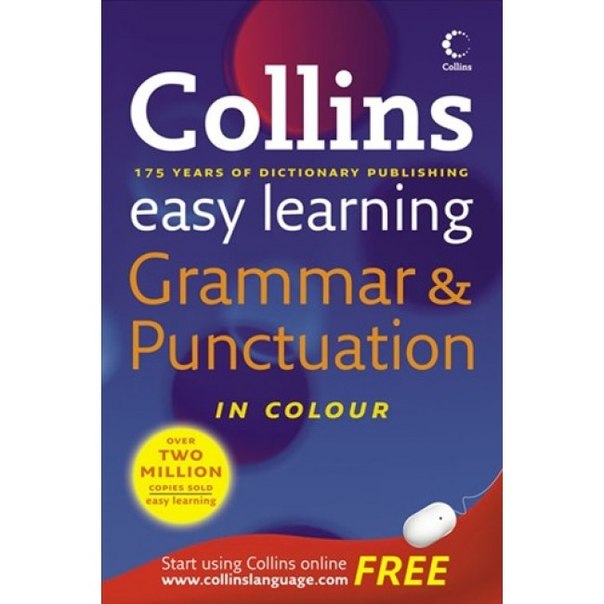 Collins
Collins
175 YEARS OF DICTIONARY PUBLISHING
easy learning
Grammar &
Punctuation
IN COLOUR
OVER
TWO
MILLION
COPIES SOLD
easy learning
Start using Collins online
www.collinslanguage.com FREE